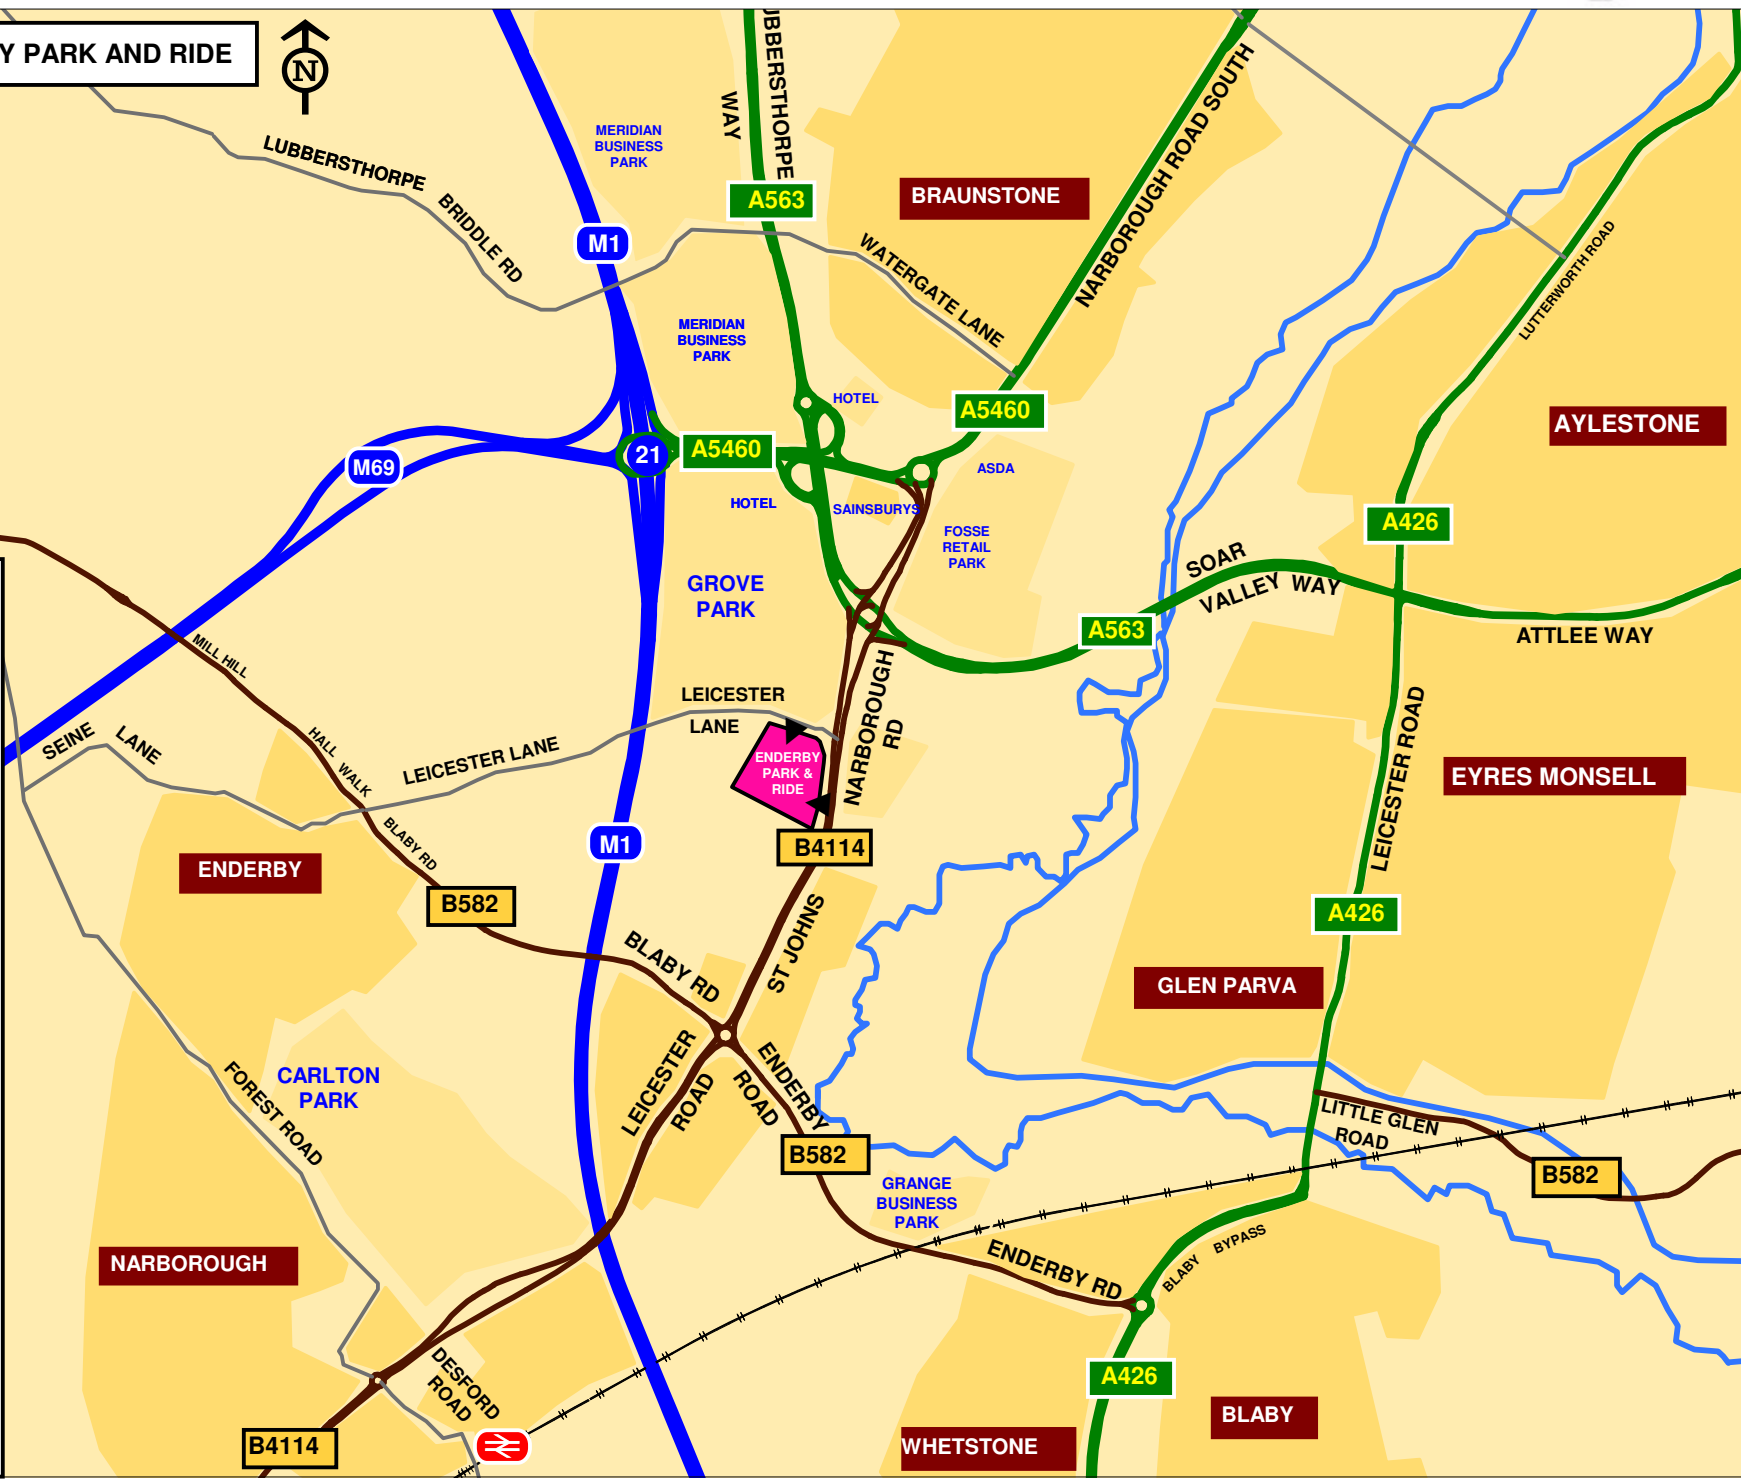 Y PARK AND RIDE
N
LUBBERSTHORPE
BRIDDLE RD
MERIDIAN
BUSINESS
PARK
M1
WAY
UBBERSTHORPE
A563
BRAUNSTONE
NARBOROUGH ROAD SOUTH
WATERGATE LANE
LUTTERWORTH ROAD
MERIDIAN
BUSINESS
PARK
HOTEL
A5460
AYLESTONE
M69
21
A5460
ASDA
HOTEL
SAINSBURYS
A426
FOSSE
RETAIL
PARK
SOAR
VALLEY WAY
GROVE
PARK
A563
ATTLEE WAY
MILL HILL
SEINE
LANE
HALL WALK
LEICESTER LANE
LEICESTER
LANE
NARBOROUGH
RD
ENDERBY
PARK &
RIDE
LEICESTER ROAD
EYRES MONSELL
BLABY RD
M1
B4114
ENDERBY
B582
A426
BLABY RD
ST JOHNS
GLEN PARVA
CARLTON
PARK
FOREST ROAD
LEICESTER
ROAD
ENDERBY
ROAD
LITTLE GLEN
ROAD
B582
B582
GRANGE
BUSINESS
PARK
NARBOROUGH
ENDERBY RD
BLABY BYPASS
DESFORD
ROAD
A426
BLABY
B4114
WHETSTONE